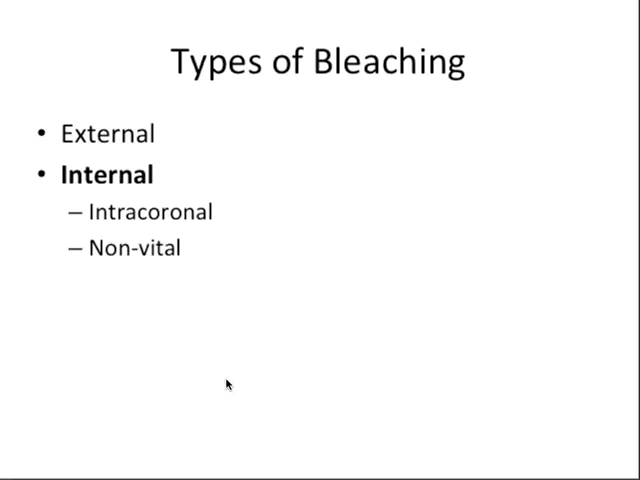 Types of Bleaching
• External
• Internal
– Intracoronal
– Non-vital